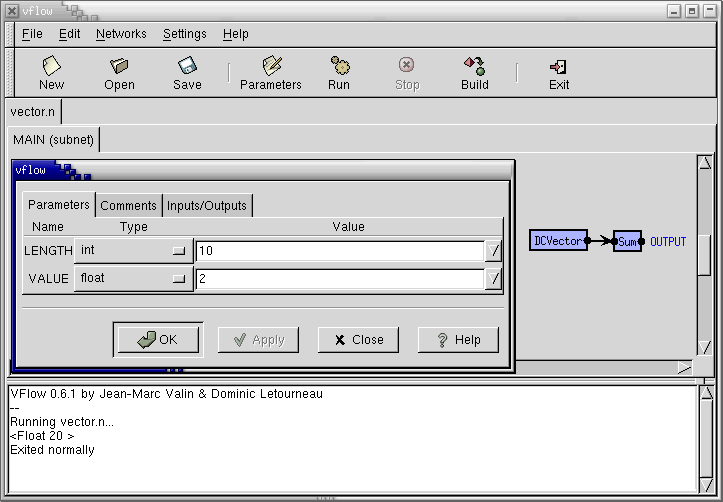 vflow
File Edit Networks Settings Help
New Open Save Parameters Run Stop Build Exit
vector.n
MAIN (subnet)
vflow
Parameters Comments Inputs/Outputs
Name Type Value
LENGTH int 10
VALUE float 2
OK Apply Close ? Help
DCVector Sum OUTPUT
VFlow 0.6.1 by Jean-Marc Valin & Dominic Letourneau
--
Running vector.n...
<Float 20 >
Exited normally